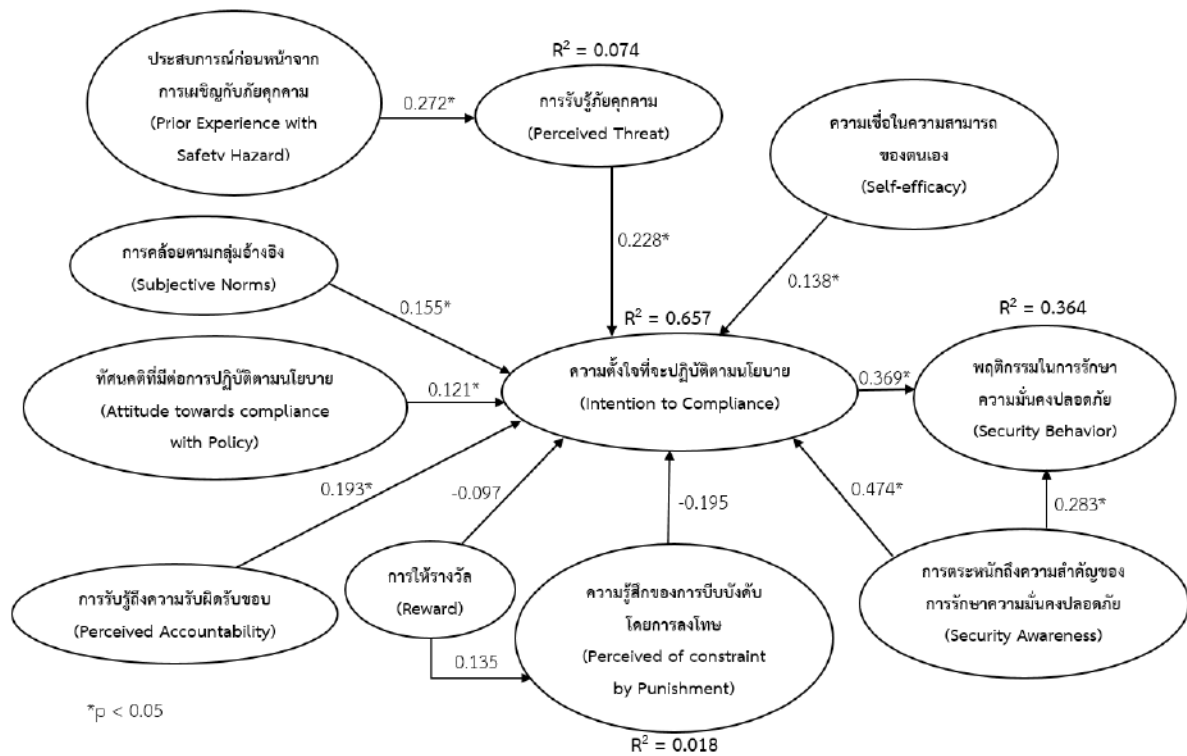 R² = 0.074
ประสบการณ์ก่อนหน้าจาก
การเผชิญกับภัยคุกคาม
(Prior Experience with
Safety Hazard)
0.272*
การรับรู้ภัยคุกคาม
(Perceived Threat)
ความเชื่อในความสามารถ
ของตนเอง
(Self-efficacy)
0.228*
0.138*
การคล้อยตามกลุ่มอ้างอิง
(Subjective Norms)
0.155*
R² = 0.657
R² = 0.364
ทัศนคติที่มีต่อการปฏิบัติตามนโยบาย
(Attitude towards compliance
with Policy)
0.121*
ความตั้งใจที่จะปฏิบัติตามนโยบาย
(Intention to Compliance)
0.369*
พฤติกรรมในการรักษา
ความมั่นคงปลอดภัย
(Security Behavior)
0.193*
-0.097
-0.195
0.474*
0.283*
การรับรู้ถึงความรับผิดรับชอบ
(Perceived Accountability)
การให้รางวัล
(Reward)
0.135
ความรู้สึกของการบีบบังคับ
โดยการลงโทษ
(Perceived of constraint
by Punishment)
การตระหนักถึงความสำคัญของ
การรักษาความมั่นคงปลอดภัย
(Security Awareness)
*p < 0.05
R² = 0.018